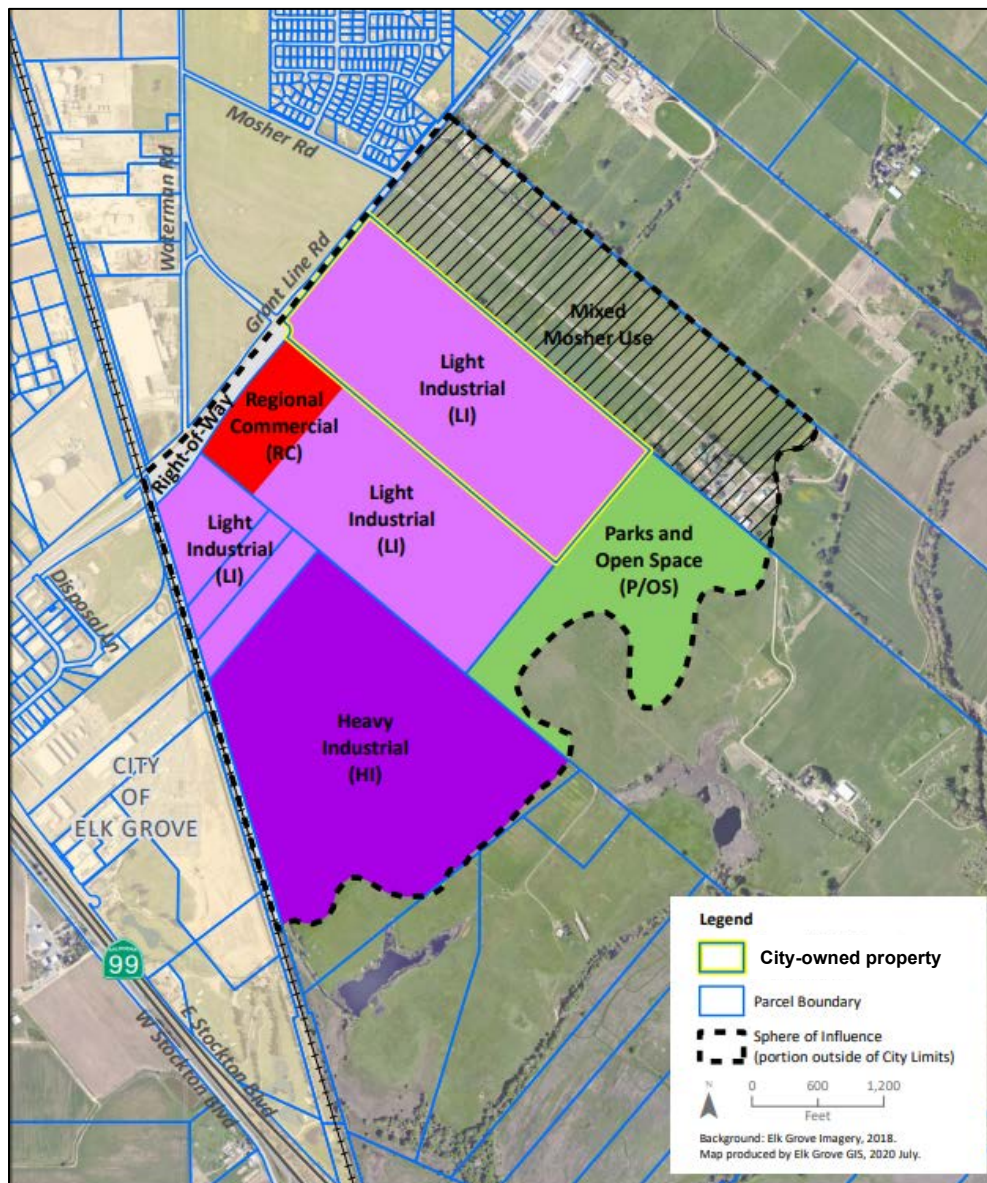 Mosher Rd
Waterman Rd
Grant Line Rd
Mixed
Mosher Use
Light
Industrial
(LI)
Regional
Commercial
(RC)
Right-of-Way
Light
Industrial
(LI)
Light
Industrial
(LI)
Parks and
Open Space
(P/OS)
Disposal Ln
Heavy
Industrial
(HI)
CITY
OF
ELK GROVE
99
E Stockton Blvd
W Stockton Blvd
Legend
City-owned property
Parcel Boundary
Sphere of Influence
(portion outside of City Limits)
N
0 600 1,200
Feet
Background: Elk Grove Imagery, 2018.
Map produced by Elk Grove GIS, 2020 July.